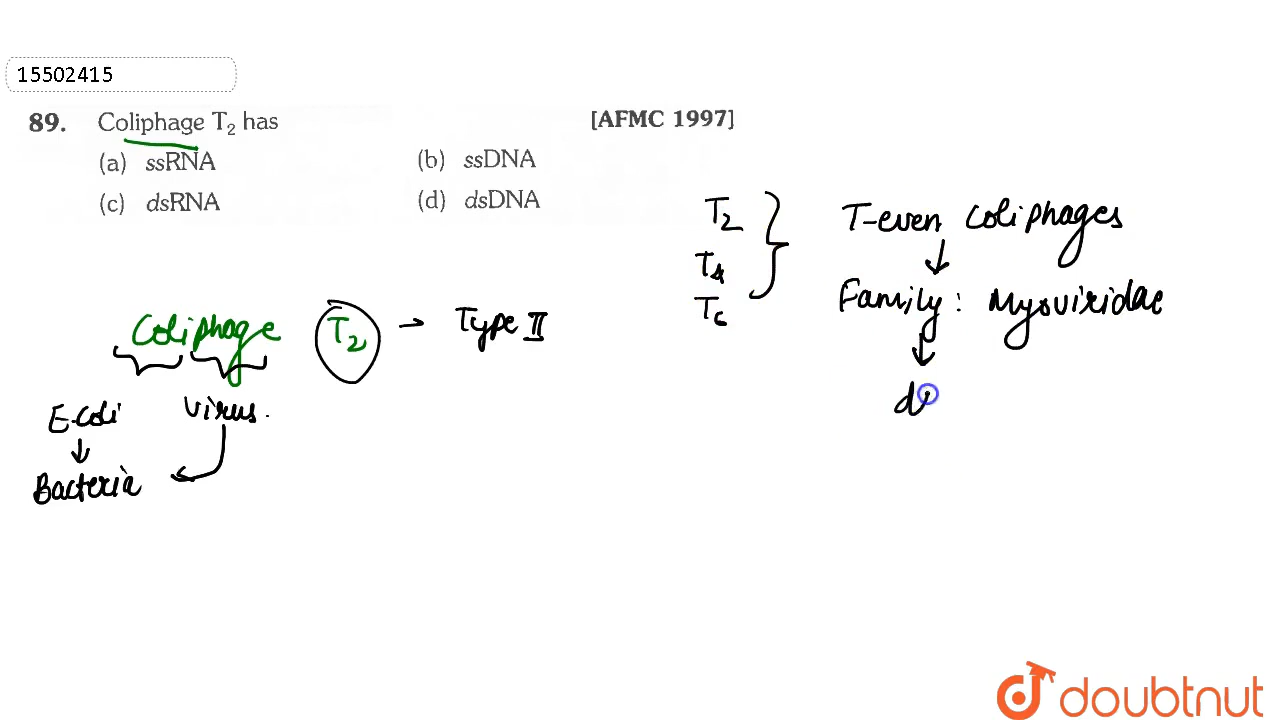 15502415
89. Coliphage T₂ has [AFMC 1997]
(a) ssRNA (b) ssDNA
(c) dsRNA (d) dsDNA
T₂
T₄
T₆
T-even coliphages
Family: Myoviridae
d
Coliphage T₂ → Type II
E.coli virus.
Bacteria
doubtnut